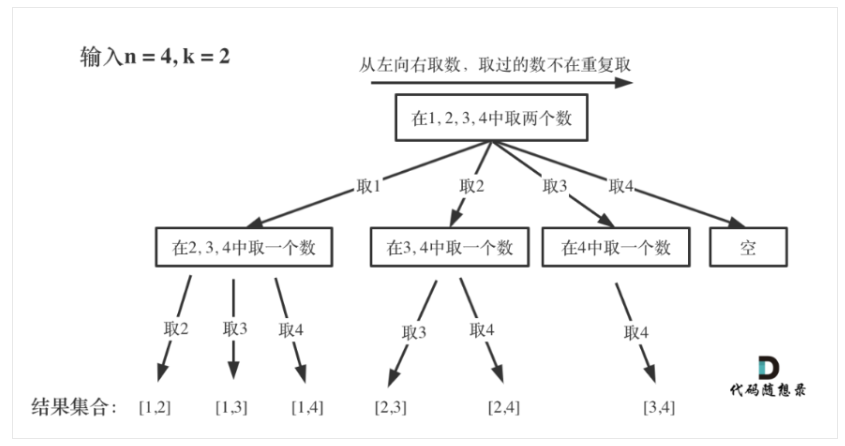 输入n = 4, k = 2
从左向右取数，取过的数不在重复取
在1, 2, 3, 4中取两个数
取1
取2
取3
取4
在2, 3, 4中取一个数
在3, 4中取一个数
在4中取一个数
空
取2
取3
取4
取3
取4
取4
代码随想录
结果集合： [1,2] [1,3] [1,4] [2,3] [2,4] [3,4]